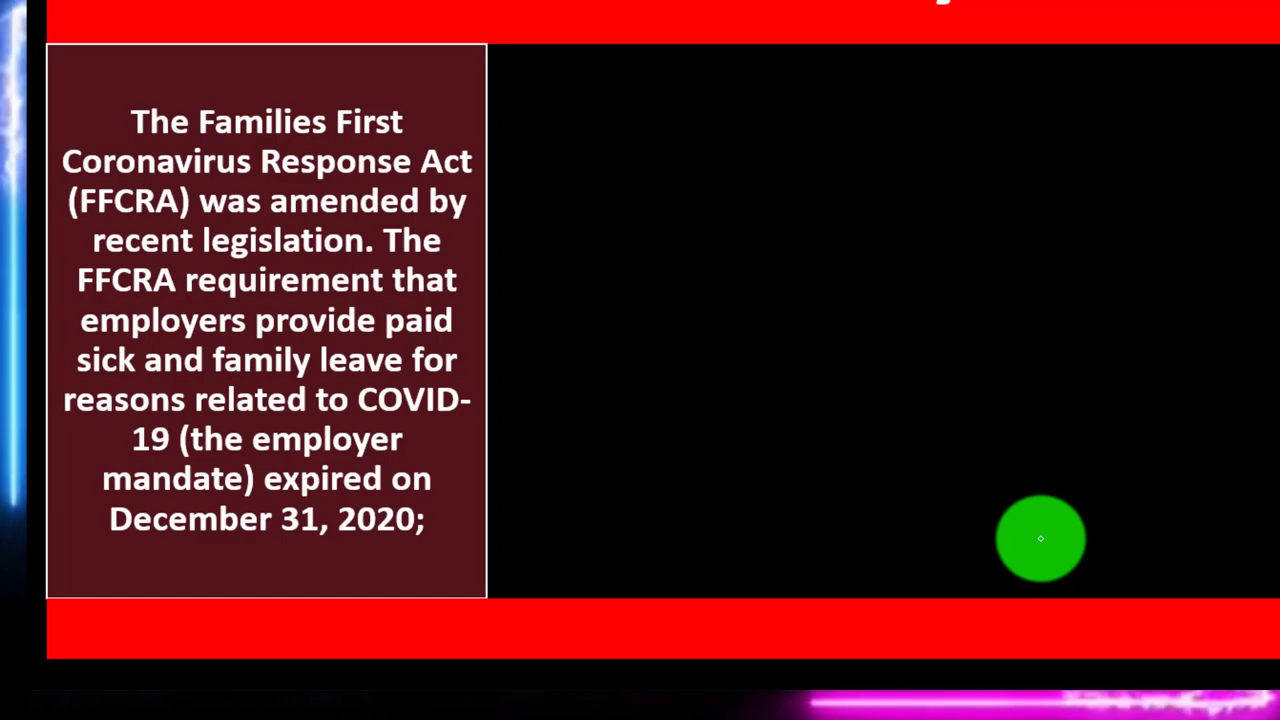 The Families First
Coronavirus Response Act
(FFCRA) was amended by
recent legislation. The
FFCRA requirement that
employers provide paid
sick and family leave for
reasons related to COVID-
19 (the employer
mandate) expired on
December 31, 2020;